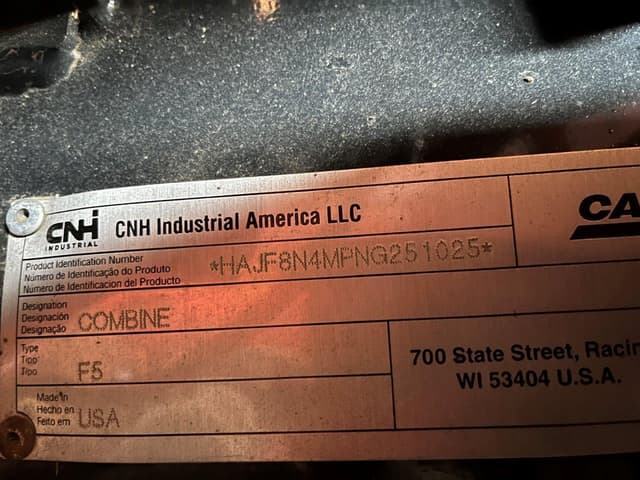 CNH
INDUSTRIAL
CNH Industrial America LLC
CA
Product Identification Number
Número de Identificação do Produto
Número de Identificacion del Producto
*HAJF8N4MPNG251025*
Designation
Designación
Designação
COMBINE
Type
Tipo
Tipo
F5
700 State Street, Racin
WI 53404 U.S.A.
Made in
Hecho en
Feito em
USA